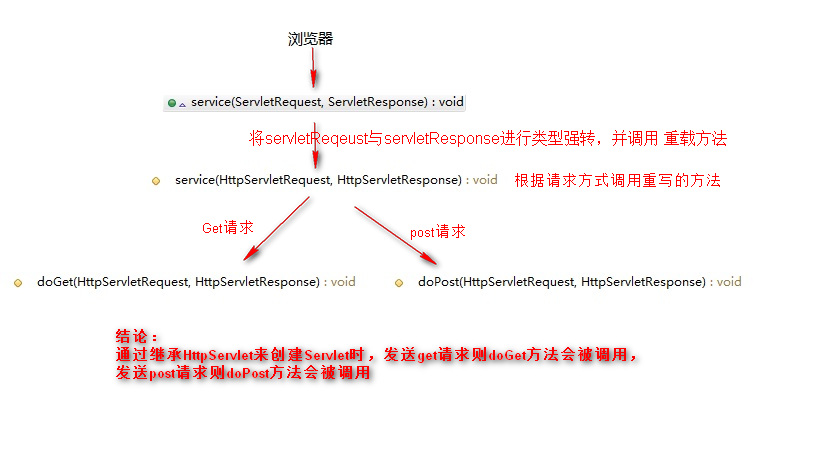 浏览器
service(ServletRequest, ServletResponse) : void
将servletReqeust与servletResponse进行类型强转，并调用 重载方法
service(HttpServletRequest, HttpServletResponse) : void 根据请求方式调用重写的方法
Get请求
post请求
doGet(HttpServletRequest, HttpServletResponse) : void
doPost(HttpServletRequest, HttpServletResponse) : void
结论：
通过继承HttpServlet来创建Servlet时，发送get请求则doGet方法会被调用，
发送post请求则doPost方法会被调用